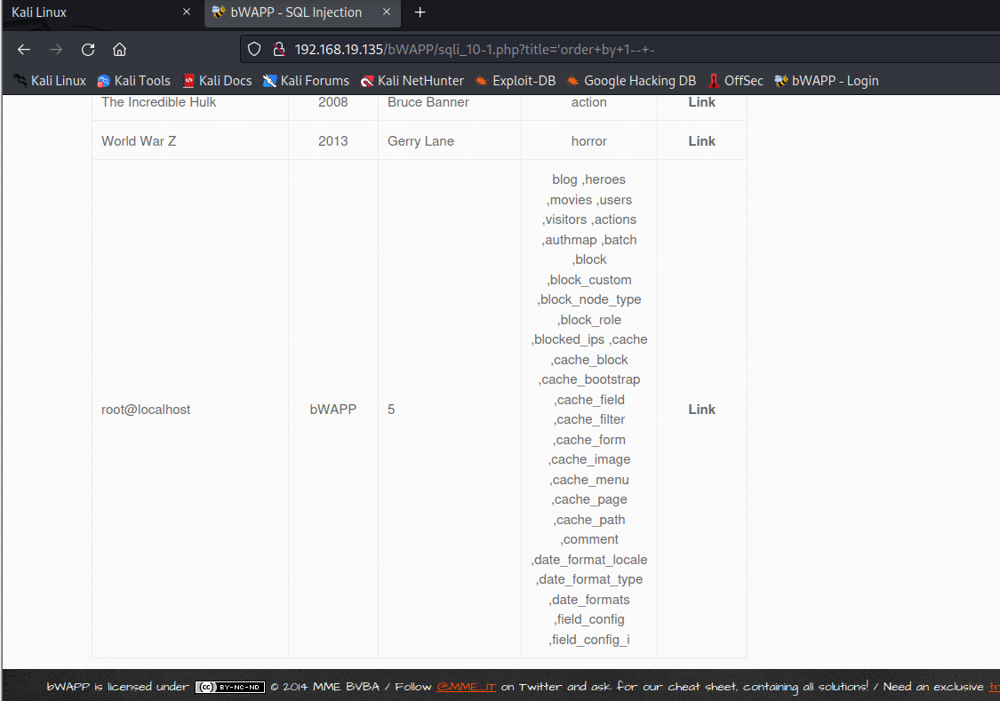 Kali Linux × bWAPP - SQL Injection × +
192.168.19.135/bWAPP/sqli_10-1.php?title='order+by+1--+-
Kali Linux Kali Tools Kali Docs Kali Forums Kali NetHunter Exploit-DB Google Hacking DB OffSec bWAPP - Login
The Incredible Hulk 2008 Bruce Banner action Link
World War Z 2013 Gerry Lane horror Link
blog ,heroes
,movies ,users
,visitors ,actions
,authmap ,batch
,block
,block_custom
,block_node_type
,block_role
,blocked_ips ,cache
,cache_block
,cache_bootstrap
,cache_field
root@localhost bWAPP 5 Link
,cache_filter
,cache_form
,cache_image
,cache_menu
,cache_page
,cache_path
,comment
,date_format_locale
,date_format_type
,date_formats
,field_config
,field_config_i
bWAPP is licensed under (cc) BY-NC-ND © 2014 MME BVBA / Follow @MME_IT on Twitter and ask for our cheat sheet, containing all solutions! / Need an exclusive